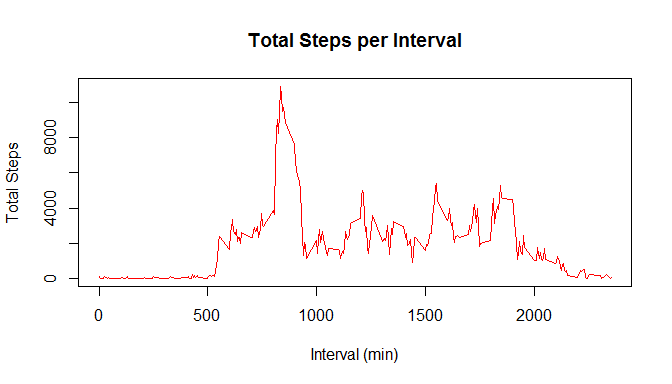 Total Steps per Interval
Total Steps
8000
4000
0
0 500 1000 1500 2000
Interval (min)